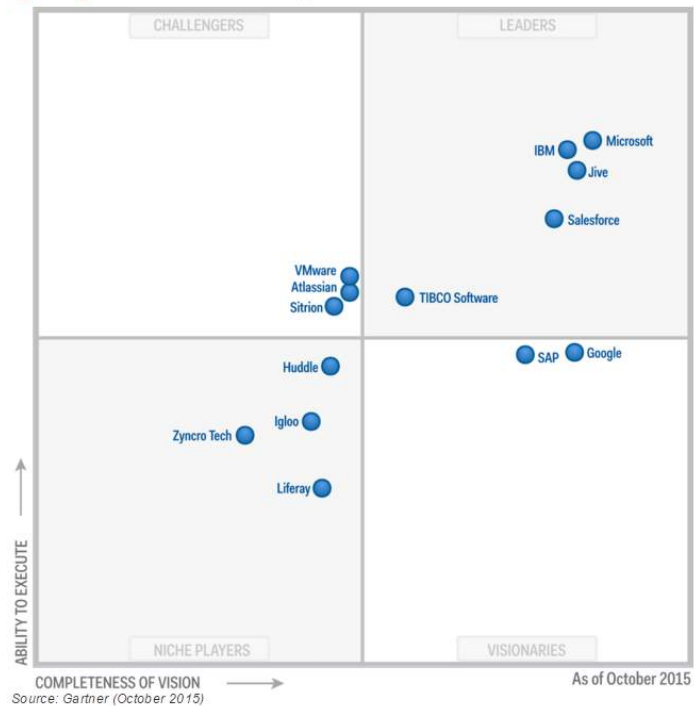 CHALLENGERS
LEADERS
Microsoft
IBM
Jive
Salesforce
VMware
Atlassian
TIBCO Software
Sitrion
Huddle
SAP
Google
Igloo
Zyncro Tech
Liferay
ABILITY TO EXECUTE
NICHE PLAYERS
VISIONARIES
COMPLETENESS OF VISION
As of October 2015
Source: Gartner (October 2015)